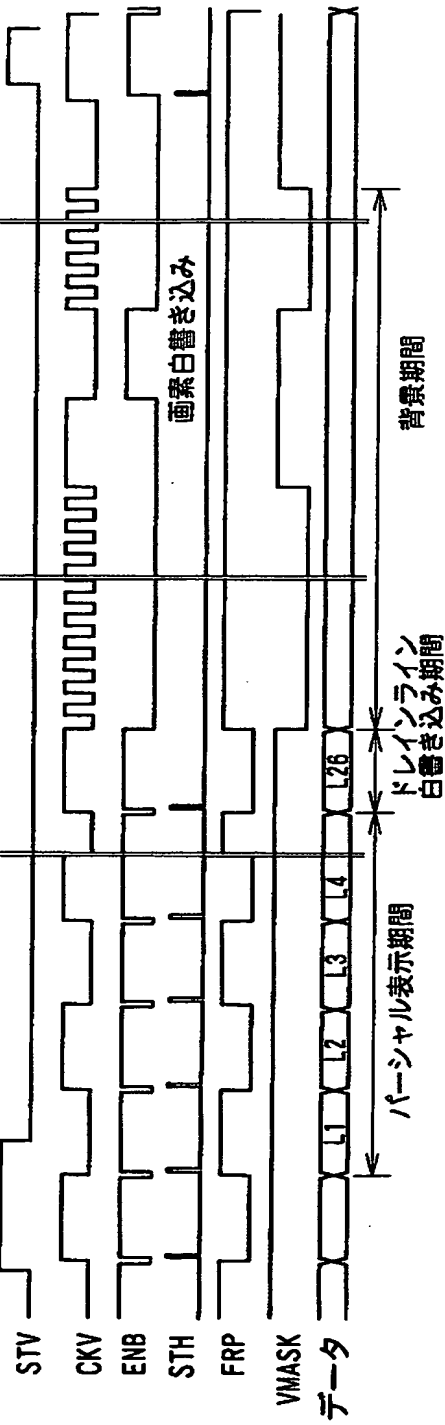 STV
CKV
ENB
STH
画素白書き込み
FRP
VMASK
データ
L1
L2
L3
L4
L26
パーシャル表示期間
ドレインライン
白書き込み期間
背景期間